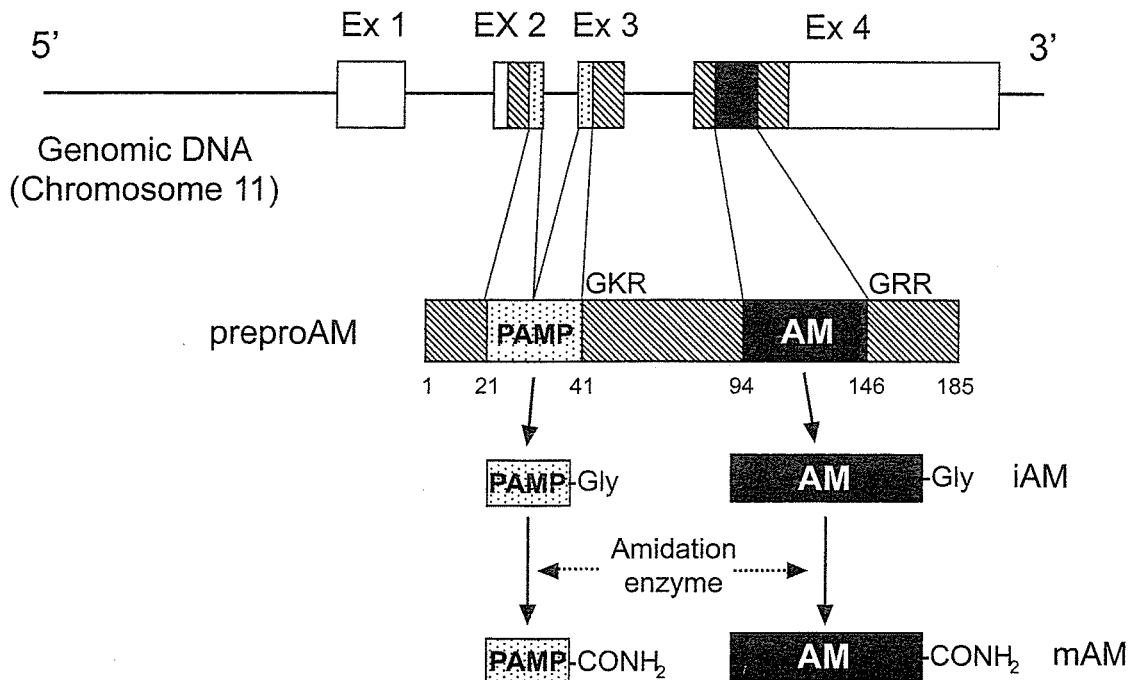 5’
Ex 1
EX 2
Ex 3
Ex 4
3’
Genomic DNA
(Chromosome 11)
GKR
GRR
preproAM
PAMP
AM
1
21
41
94
146
185
PAMP-Gly
AM-Gly
iAM
Amidation
enzyme
PAMP-CONH₂
AM-CONH₂
mAM